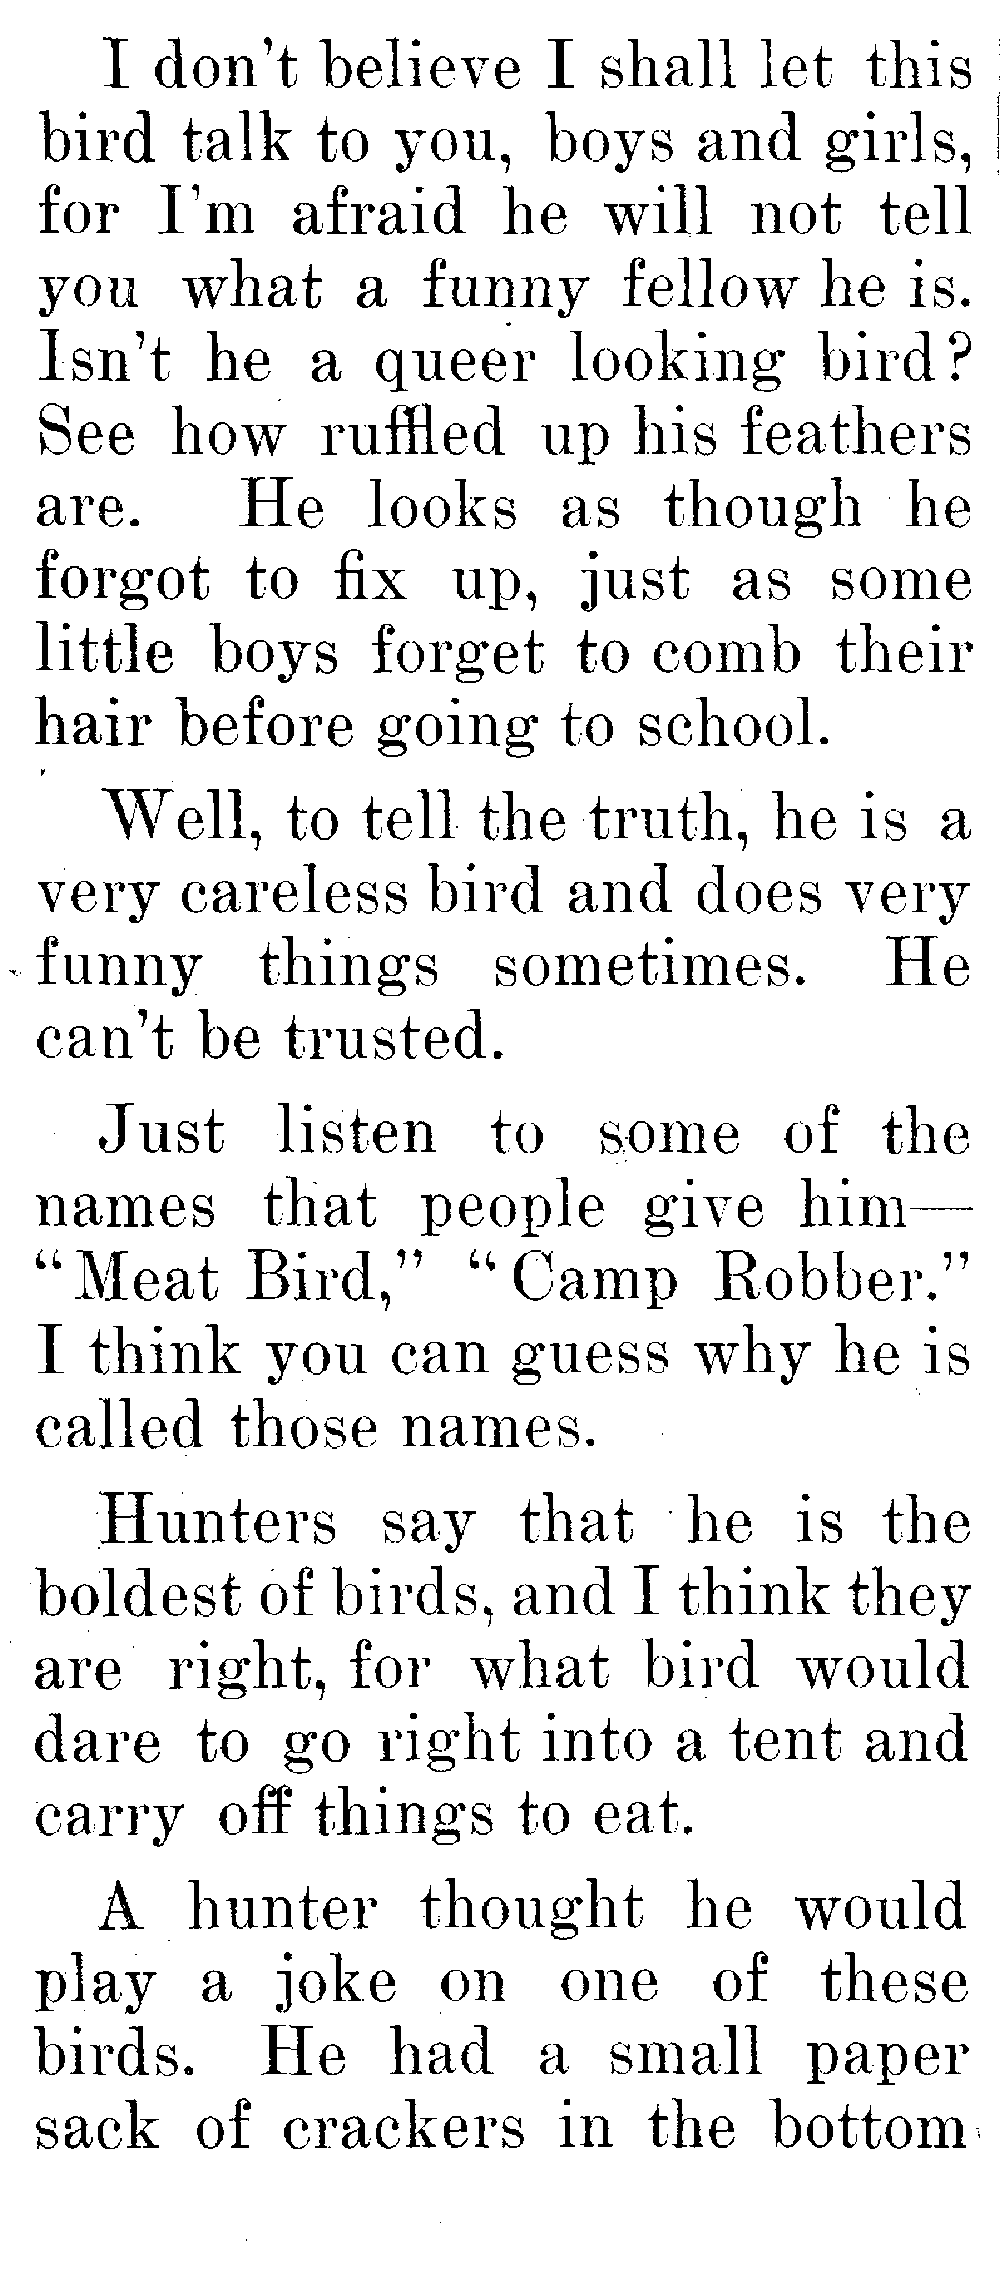 I don't believe I shall let this
bird talk to you, boys and girls,
for I'm afraid he will not tell
you what a funny fellow he is.
Isn't he a queer looking bird?
See how ruffled up his feathers
are. He looks as though he
forgot to fix up, just as some
little boys forget to comb their
hair before going to school.
Well, to tell the truth, he is a
very careless bird and does very
funny things sometimes. He
can't be trusted.
Just listen to some of the
names that people give him—
“Meat Bird,” “Camp Robber.”
I think you can guess why he is
called those names.
Hunters say that he is the
boldest of birds, and I think they
are right, for what bird would
dare to go right into a tent and
carry off things to eat.
A hunter thought he would
play a joke on one of these
birds. He had a small paper
sack of crackers in the bottom